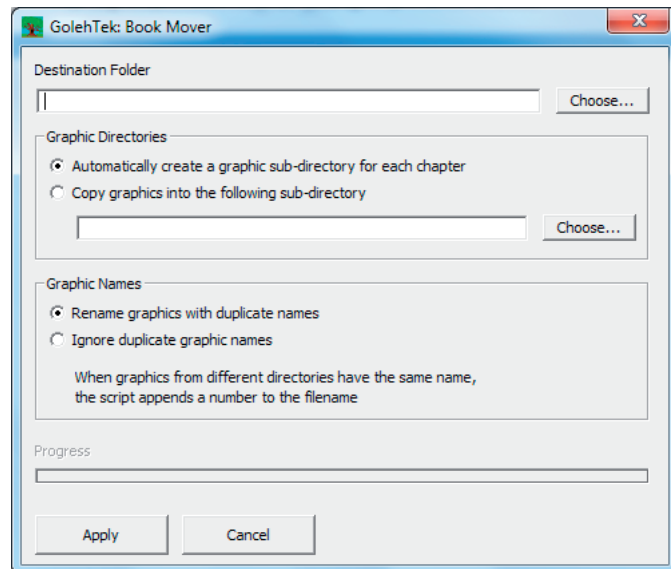 GolehTek: Book Mover
Destination Folder
Choose...
Graphic Directories
Automatically create a graphic sub-directory for each chapter
Copy graphics into the following sub-directory
Choose...
Graphic Names
Rename graphics with duplicate names
Ignore duplicate graphic names
When graphics from different directories have the same name,
the script appends a number to the filename
Progress
Apply
Cancel